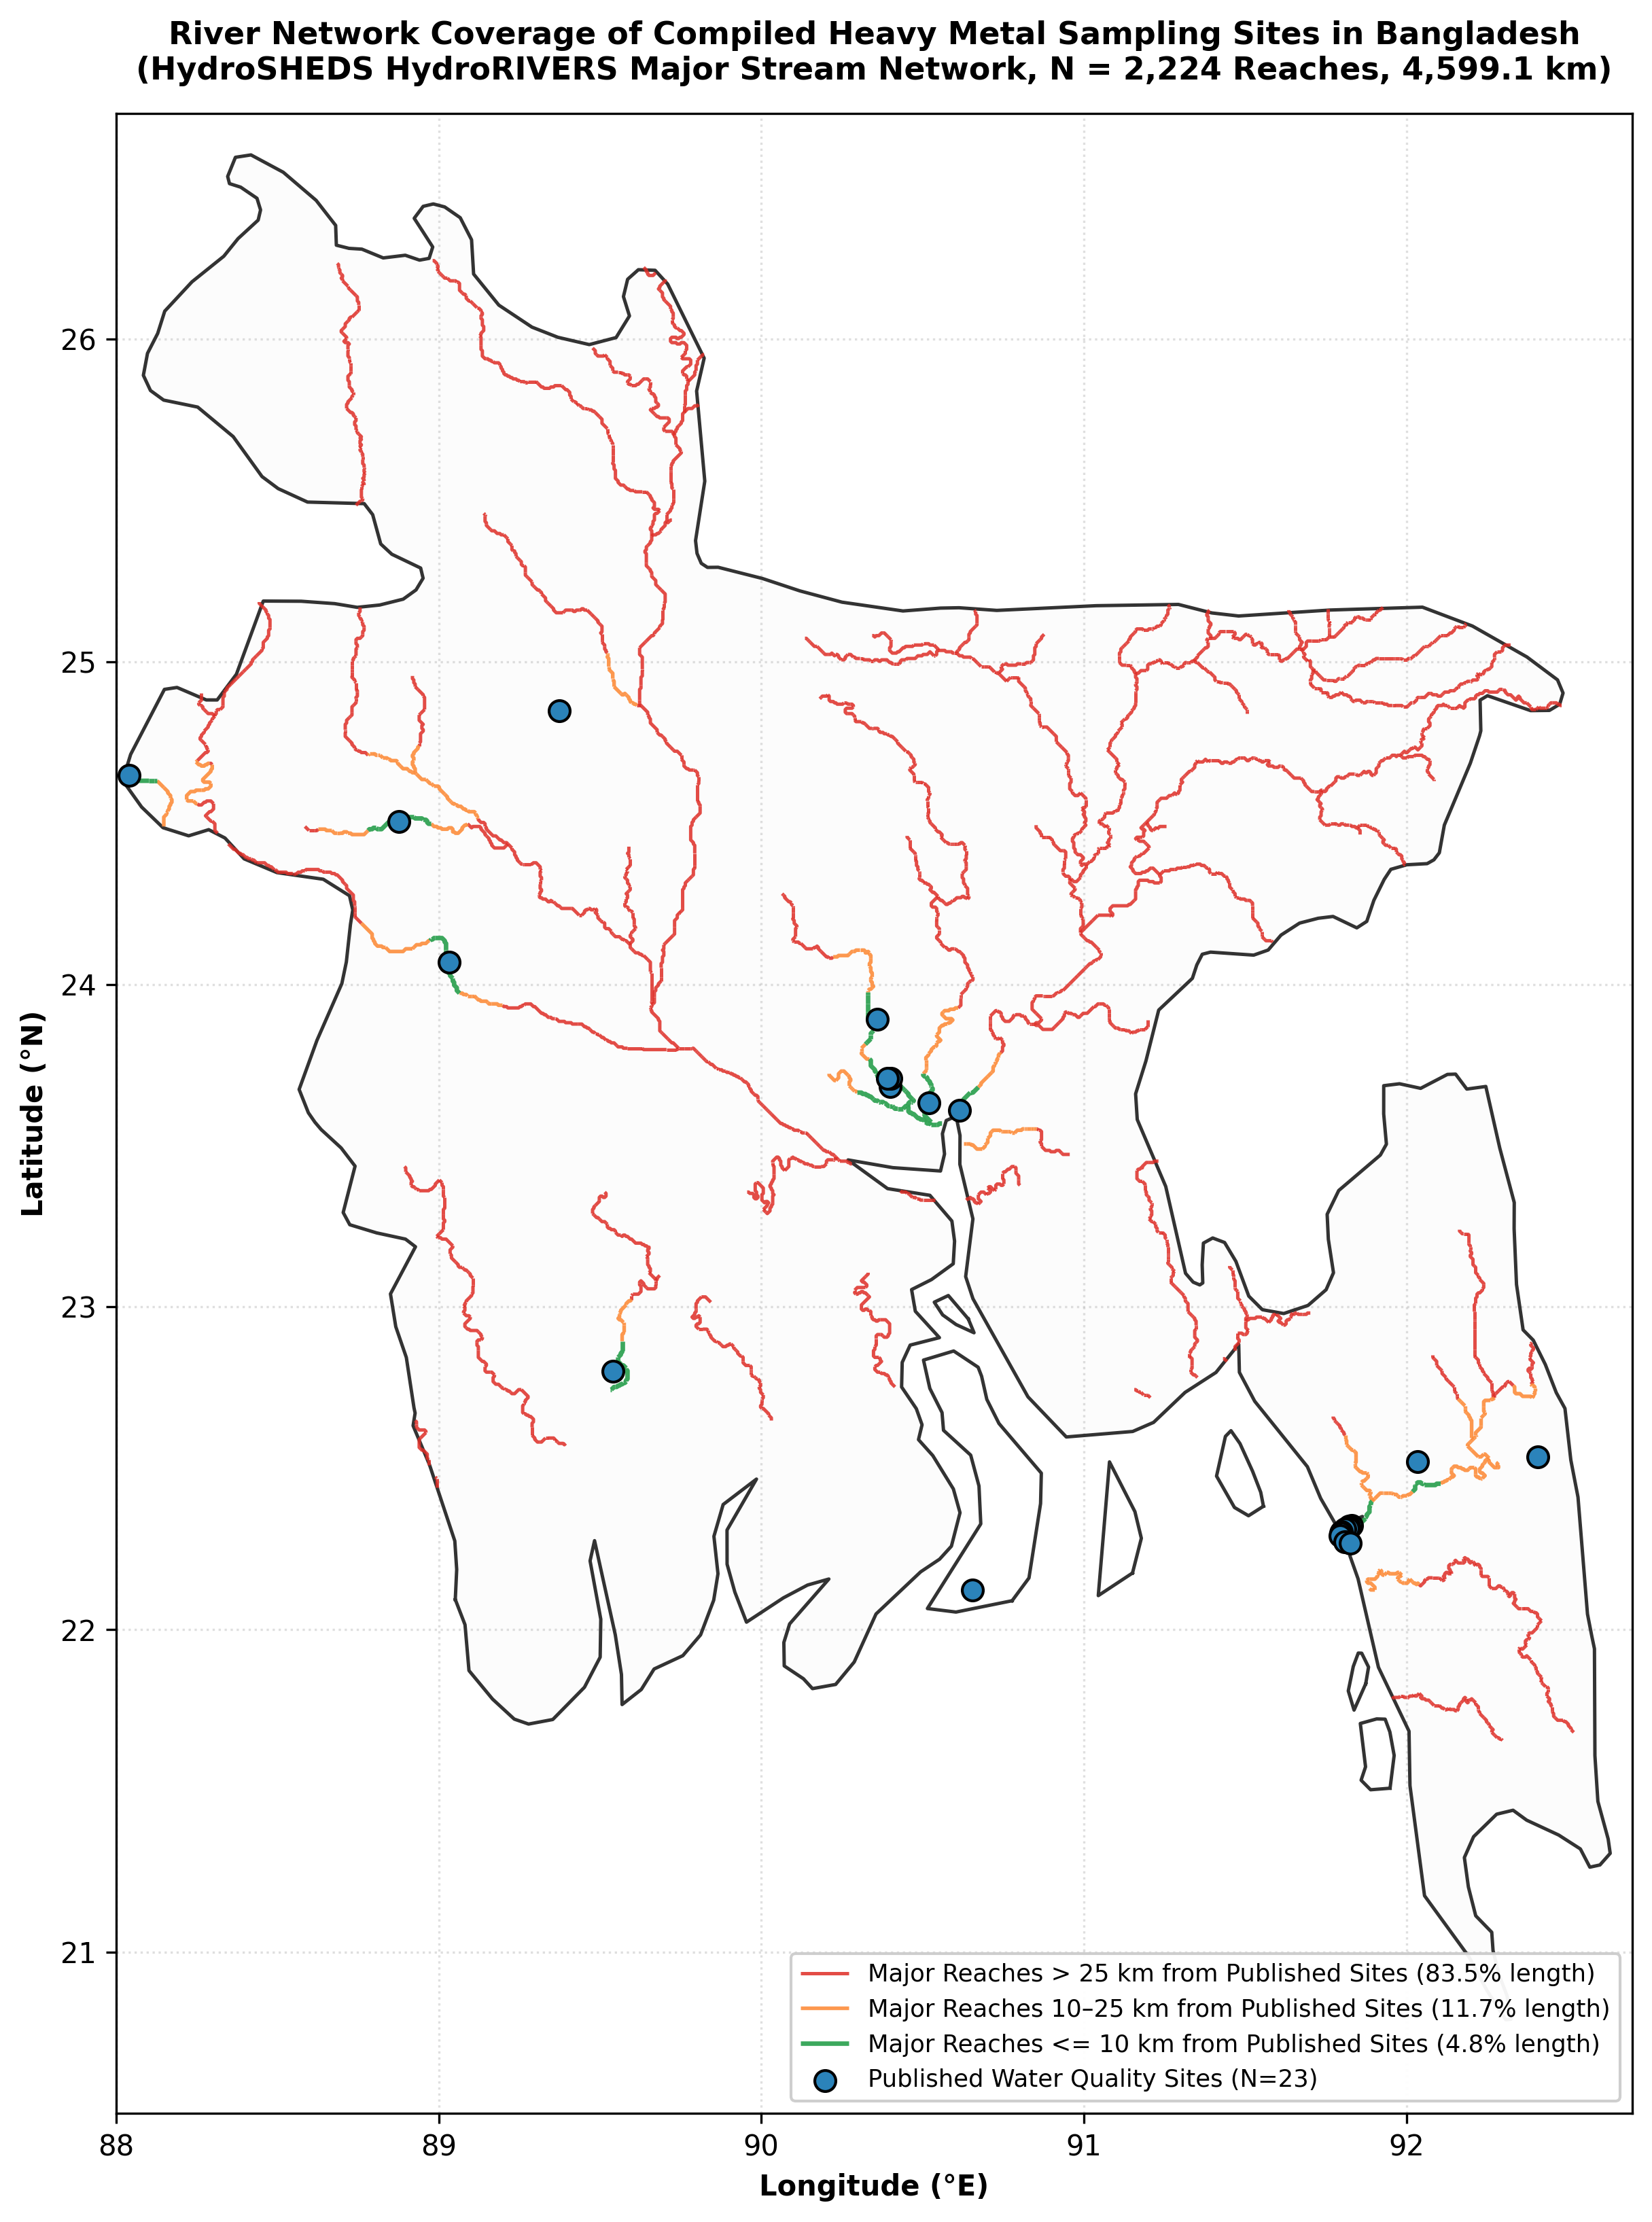 River Network Coverage of Compiled Heavy Metal Sampling Sites in Bangladesh
(HydroSHEDS HydroRIVERS Major Stream Network, N = 2,224 Reaches, 4,599.1 km)
26
25
24
23
22
21
Latitude (°N)
88 89 90 91 92
Longitude (°E)
Major Reaches > 25 km from Published Sites (83.5% length)
Major Reaches 10–25 km from Published Sites (11.7% length)
Major Reaches <= 10 km from Published Sites (4.8% length)
Published Water Quality Sites (N=23)